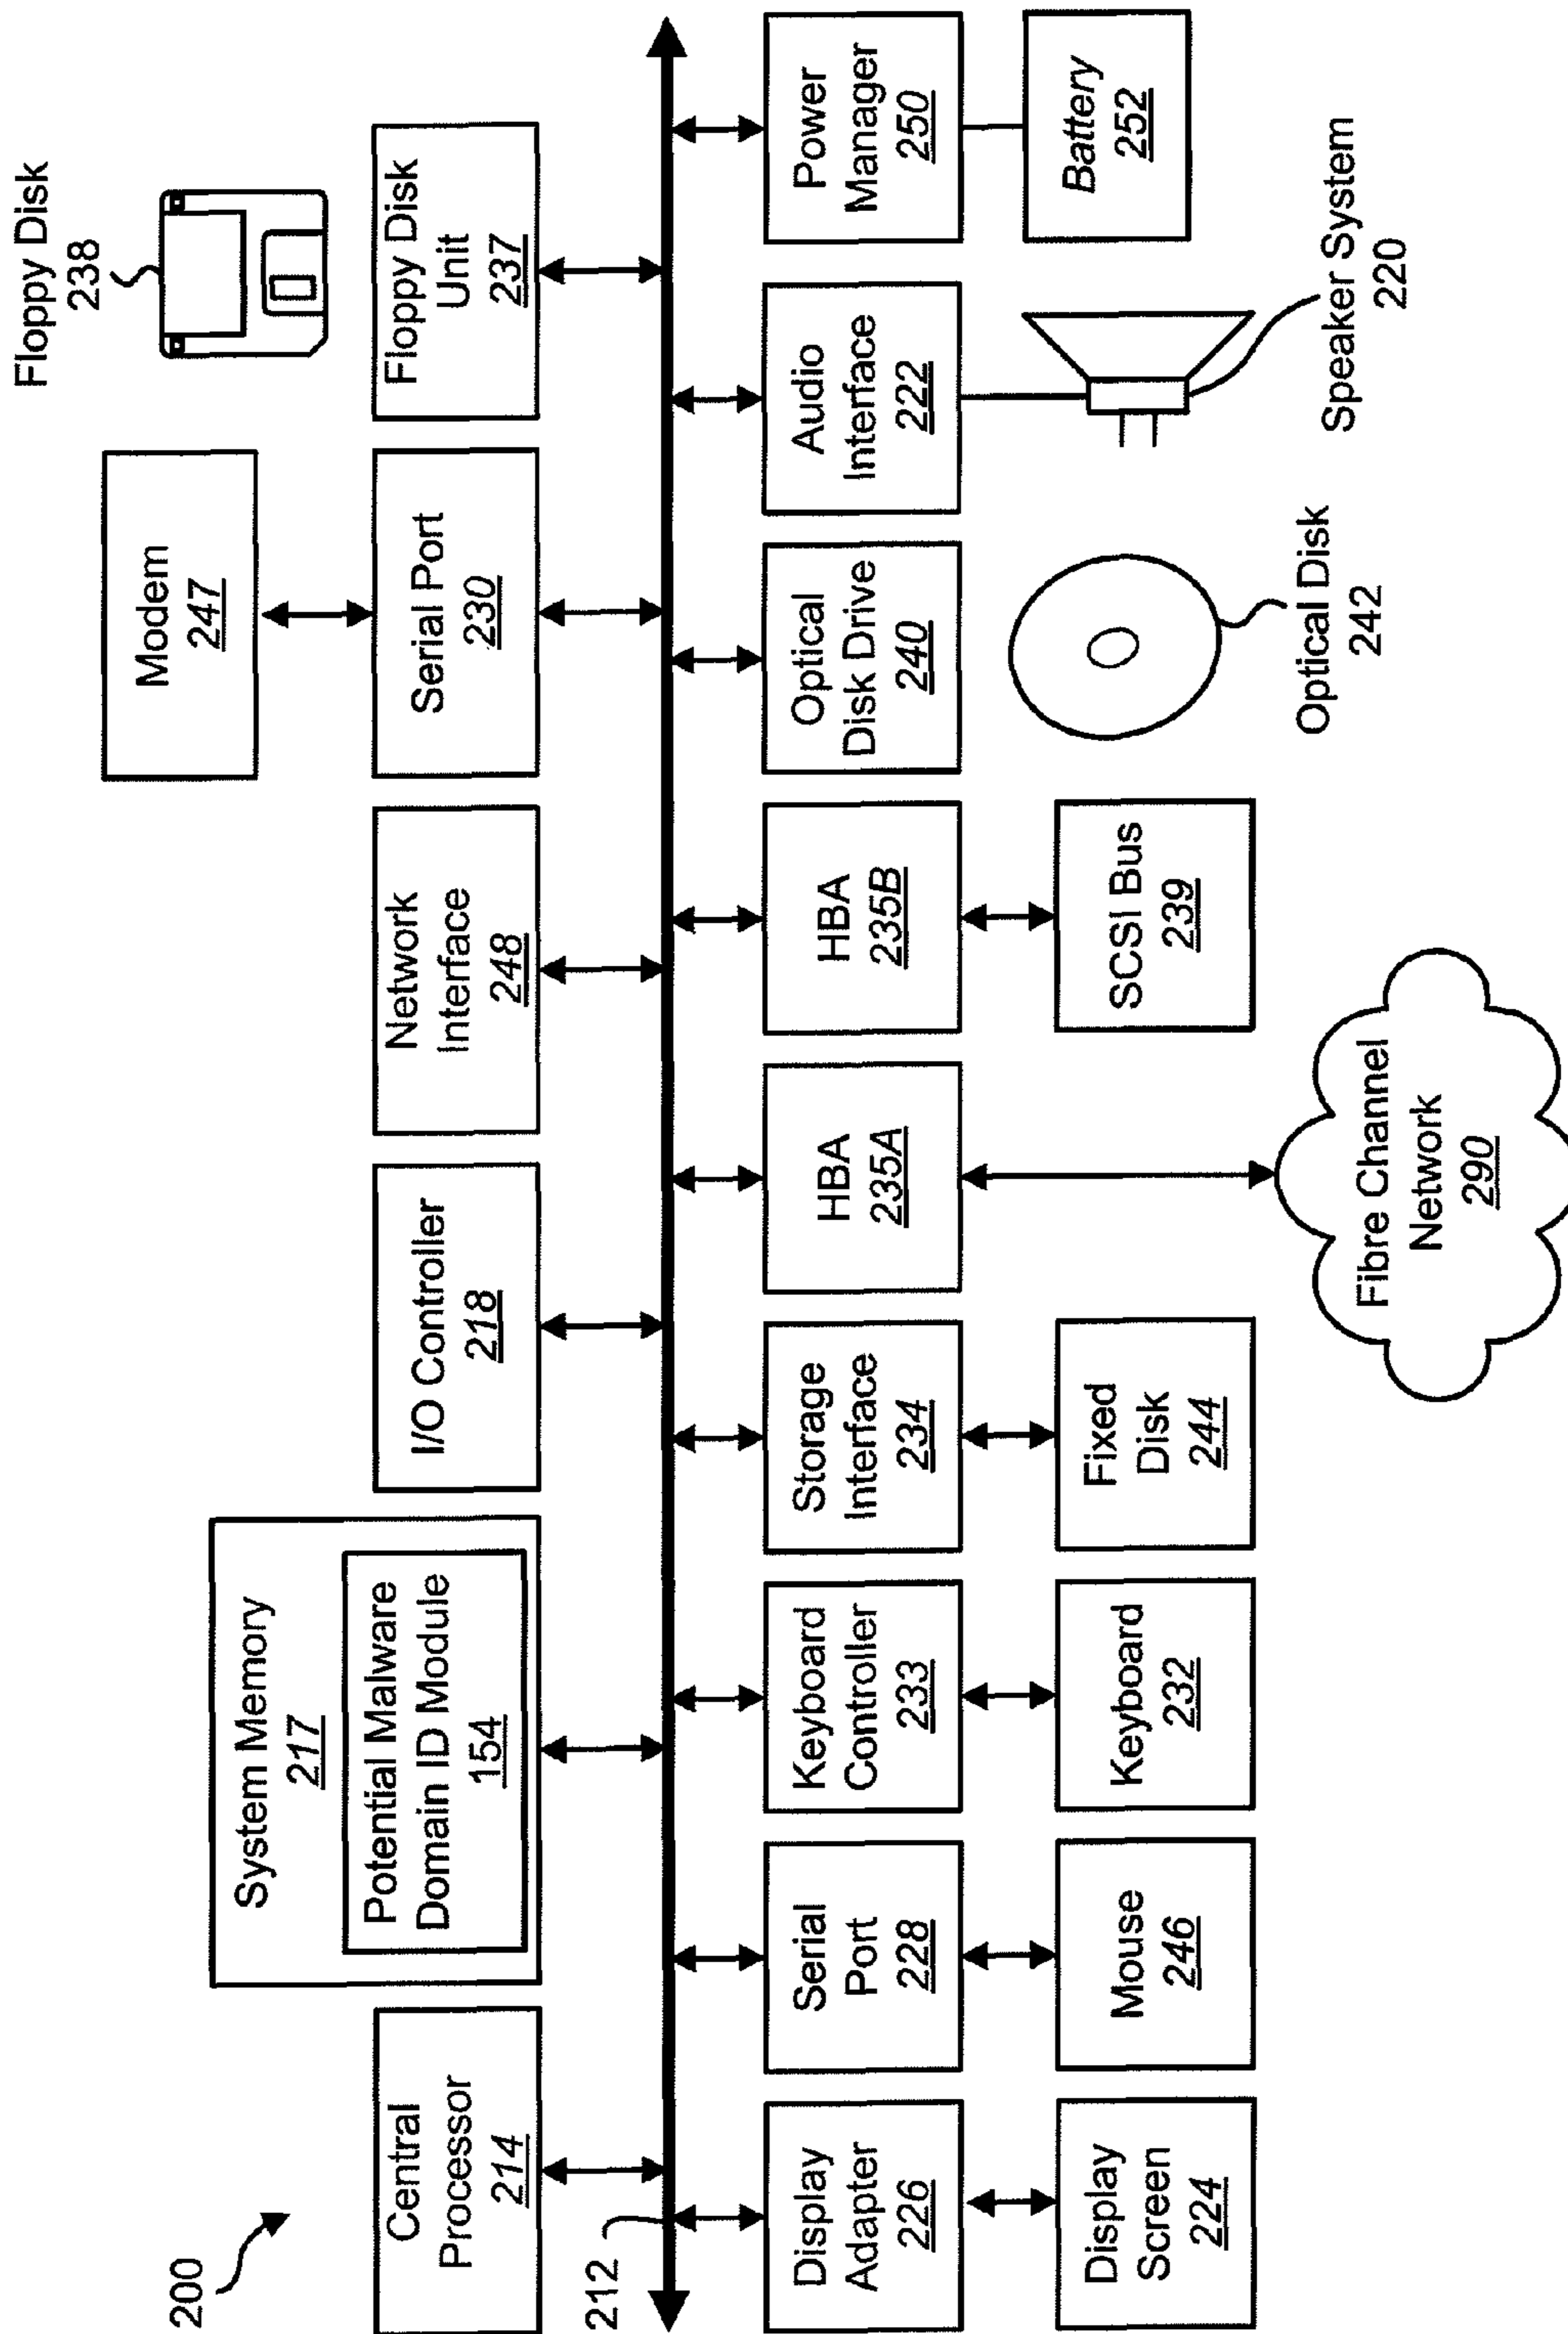 200
Floppy Disk
238
Modem
247
System Memory
217
Potential Malware
Domain ID Module
154
Central
Processor
214
I/O Controller
218
Network
Interface
248
Serial Port
230
Floppy Disk
Unit
237
212
Display
Adapter
226
Serial
Port
228
Keyboard
Controller
233
Storage
Interface
234
HBA
235A
HBA
235B
Optical
Disk Drive
240
Audio
Interface
222
Power
Manager
250
Display
Screen
224
Mouse
246
Keyboard
232
Fixed
Disk
244
SCSI Bus
239
Battery
252
Fibre Channel
Network
290
Optical Disk
242
Speaker System
220